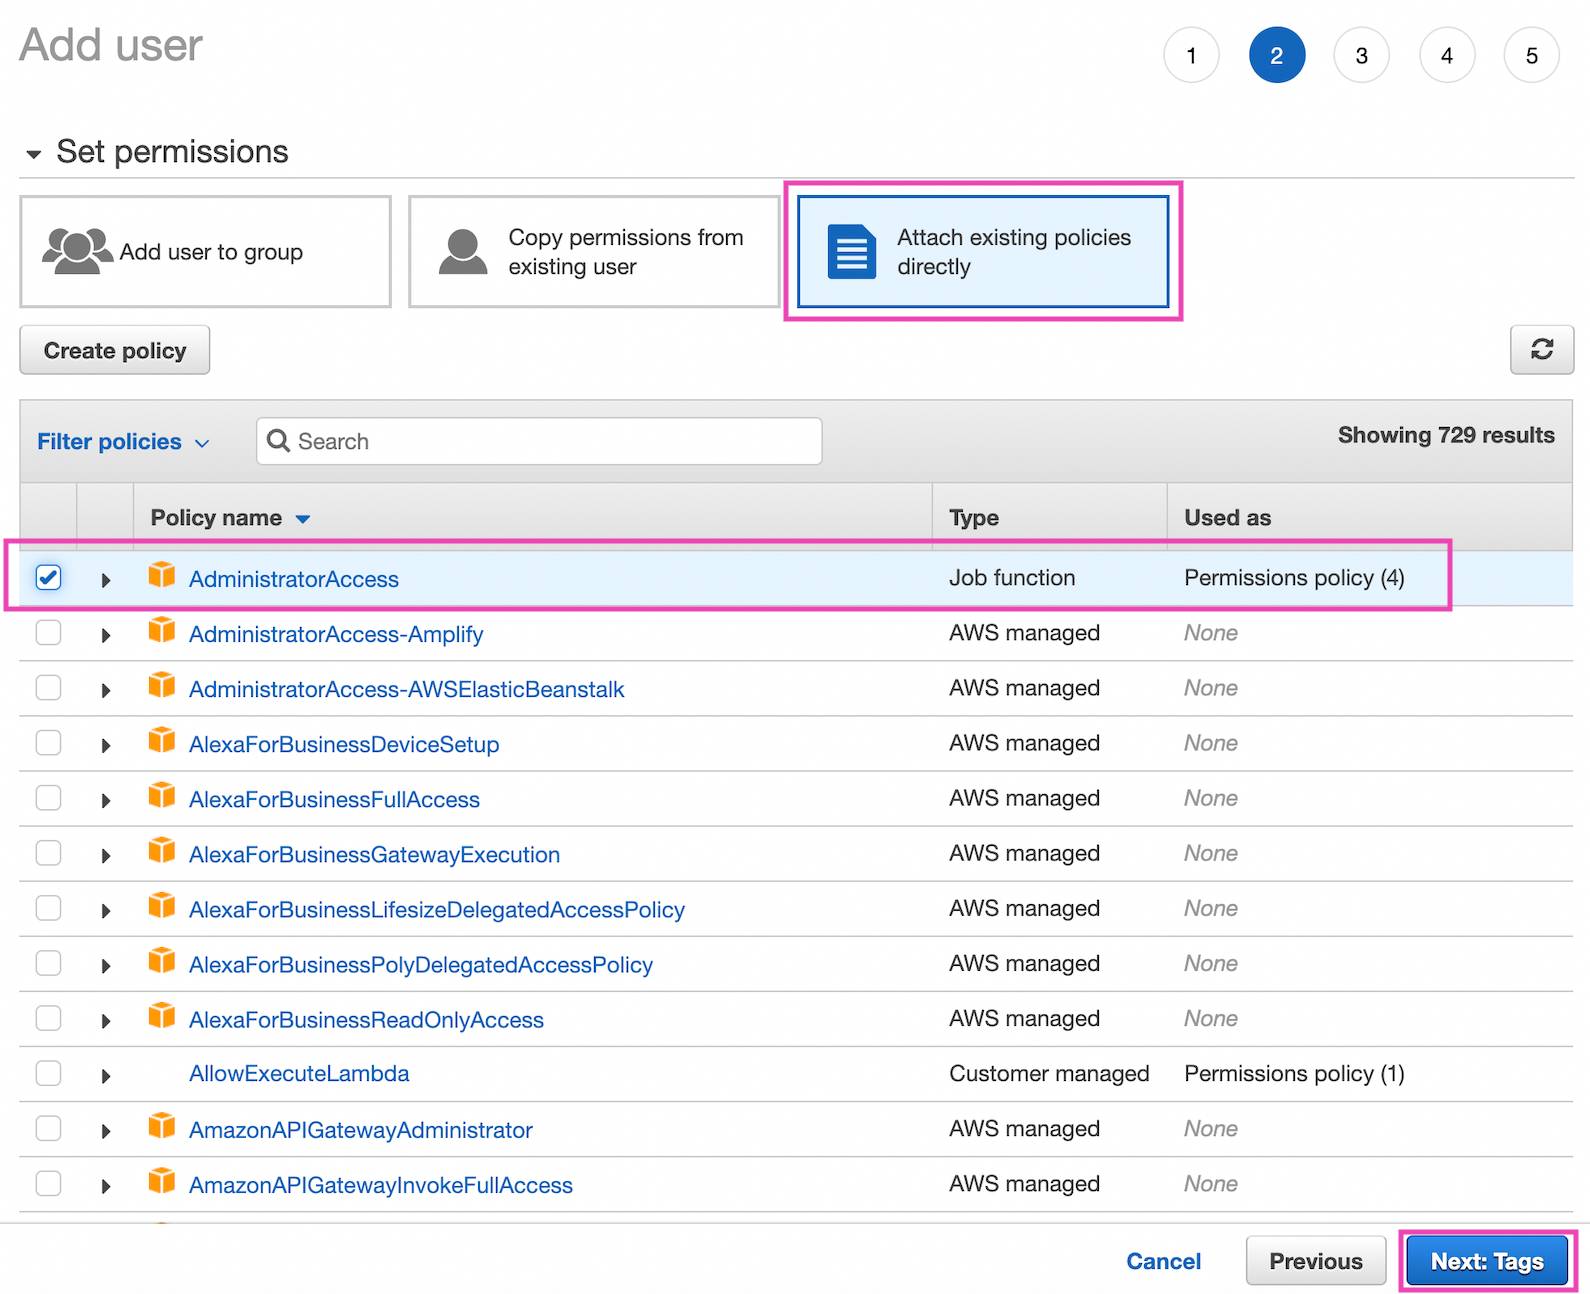 Add user
1 2 3 4 5
Set permissions
Add user to group
Copy permissions from
existing user
Attach existing policies
directly
Create policy
Filter policies
Search
Showing 729 results
Policy name Type Used as
AdministratorAccess Job function Permissions policy (4)
AdministratorAccess-Amplify AWS managed None
AdministratorAccess-AWSElasticBeanstalk AWS managed None
AlexaForBusinessDeviceSetup AWS managed None
AlexaForBusinessFullAccess AWS managed None
AlexaForBusinessGatewayExecution AWS managed None
AlexaForBusinessLifesizeDelegatedAccessPolicy AWS managed None
AlexaForBusinessPolyDelegatedAccessPolicy AWS managed None
AlexaForBusinessReadOnlyAccess AWS managed None
AllowExecuteLambda Customer managed Permissions policy (1)
AmazonAPIGatewayAdministrator AWS managed None
AmazonAPIGatewayInvokeFullAccess AWS managed None
Cancel Previous Next: Tags